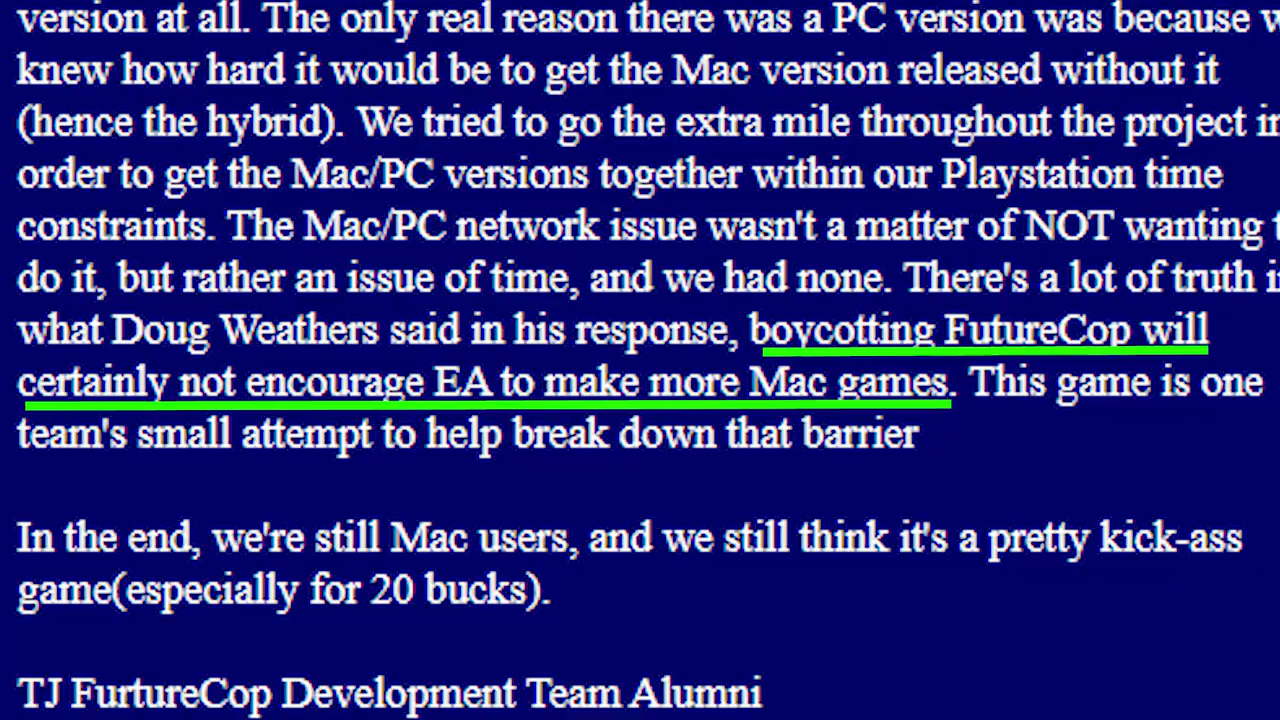 version at all. The only real reason there was a PC version was because
knew how hard it would be to get the Mac version released without it
(hence the hybrid). We tried to go the extra mile throughout the project
order to get the Mac/PC versions together within our Playstation time
constraints. The Mac/PC network issue wasn't a matter of NOT wanting
do it, but rather an issue of time, and we had none. There's a lot of truth
what Doug Weathers said in his response, boycotting FutureCop will
certainly not encourage EA to make more Mac games. This game is one
team's small attempt to help break down that barrier
In the end, we're still Mac users, and we still think it's a pretty kick-ass
game(especially for 20 bucks).
TJ FurtureCop Development Team Alumni